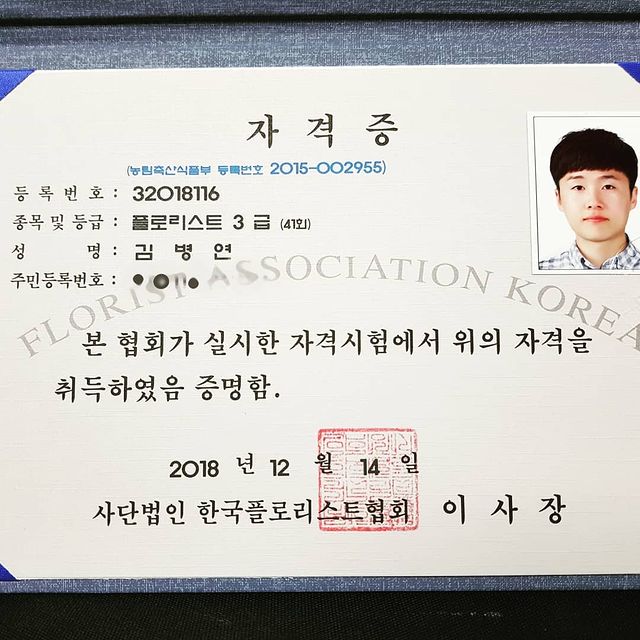 자 격 증
(농림축산식품부 등록번호 2015-002955)
등 록 번 호 : 32018116
종목 및 등급 : 플로리스트 3 급 (41회)
성 명 : 김 병 연
주민등록번호 :
FLORIST ASSOCIATION KOREA
본 협회가 실시한 자격시험에서 위의 자격을
취득하였음 증명함.
2018 년 12 월 14 일
사단법인 한국플로리스트협회 이 사 장